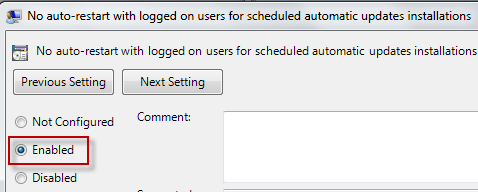 No auto-restart with logged on users for scheduled automatic updates installations
No auto-restart with logged on users for scheduled automatic updates installations
Previous Setting
Next Setting
Not Configured
Comment:
Enabled
Disabled